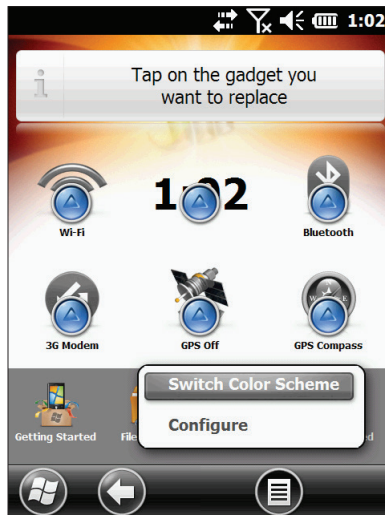 1:02
Tap on the gadget you
want to replace
1:02
Wi-Fi
Bluetooth
3G Modem
GPS Off
GPS Compass
Switch Color Scheme
Configure
Getting Started
File